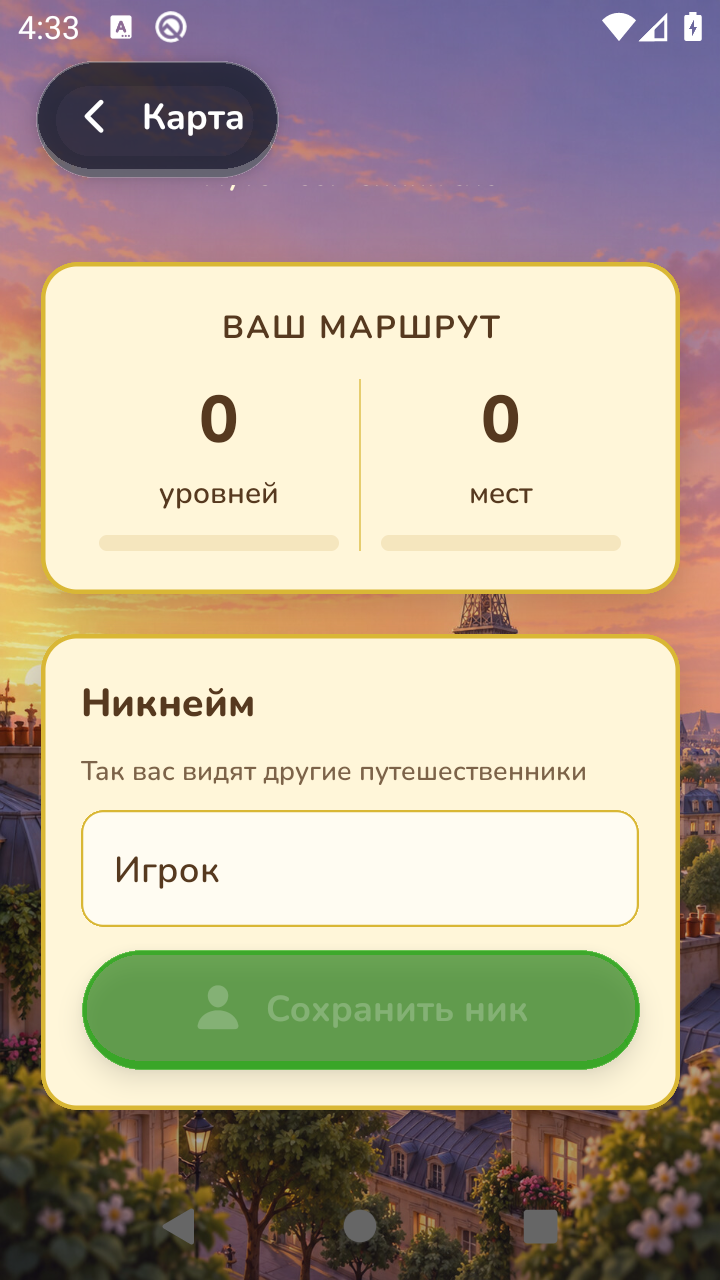 4:33
Карта
ВАШ МАРШРУТ
0
0
уровней
мест
Никнейм
Так вас видят другие путешественники
Игрок
Сохранить ник